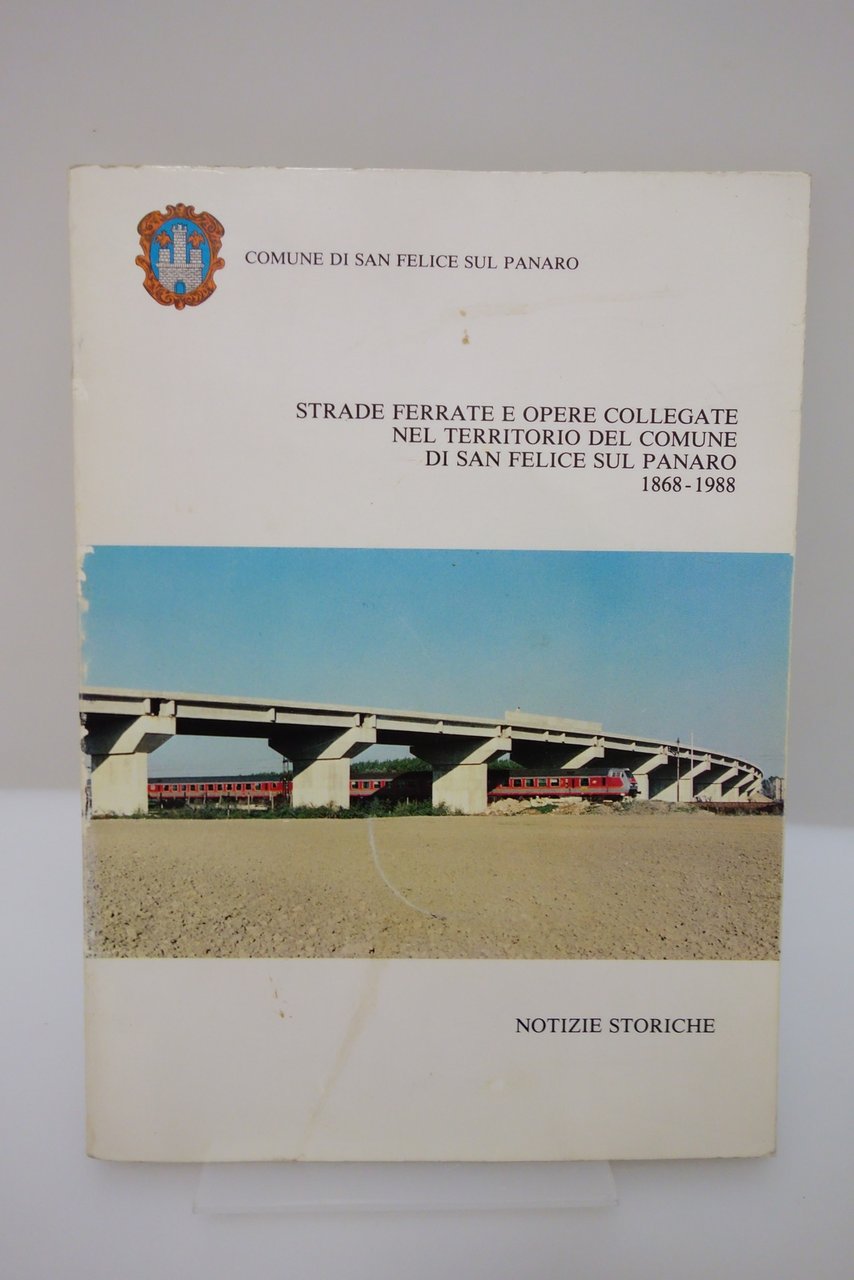 COMUNE DI SAN FELICE SUL PANARO
STRADE FERRATE E OPERE COLLEGATE
NEL TERRITORIO DEL COMUNE
DI SAN FELICE SUL PANARO
1868-1988
NOTIZIE STORICHE